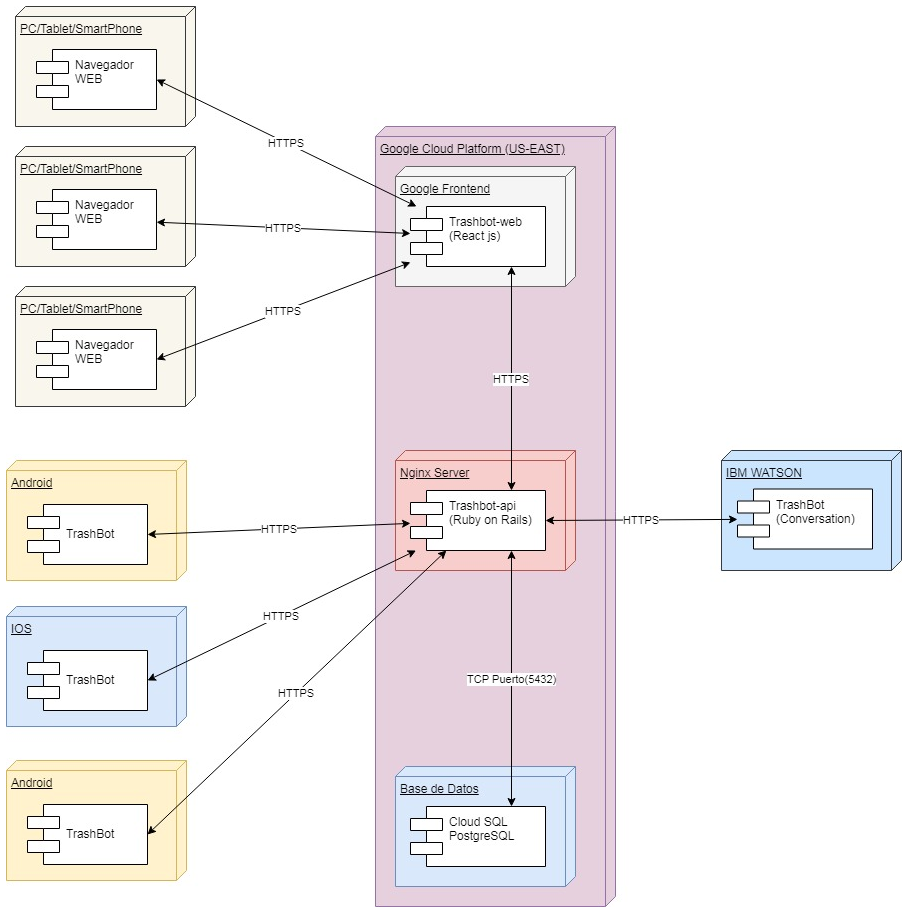 PC/Tablet/SmartPhone
Navegador
WEB
HTTPS
PC/Tablet/SmartPhone
Navegador
WEB
HTTPS
PC/Tablet/SmartPhone
Navegador
WEB
HTTPS
Google Cloud Platform (US-EAST)
Google Frontend
Trashbot-web
(React js)
HTTPS
Nginx Server
Trashbot-api
(Ruby on Rails)
HTTPS
IBM WATSON
TrashBot
(Conversation)
Android
TrashBot
HTTPS
IOS
TrashBot
HTTPS
Android
TrashBot
HTTPS
TCP Puerto(5432)
Base de Datos
Cloud SQL
PostgreSQL